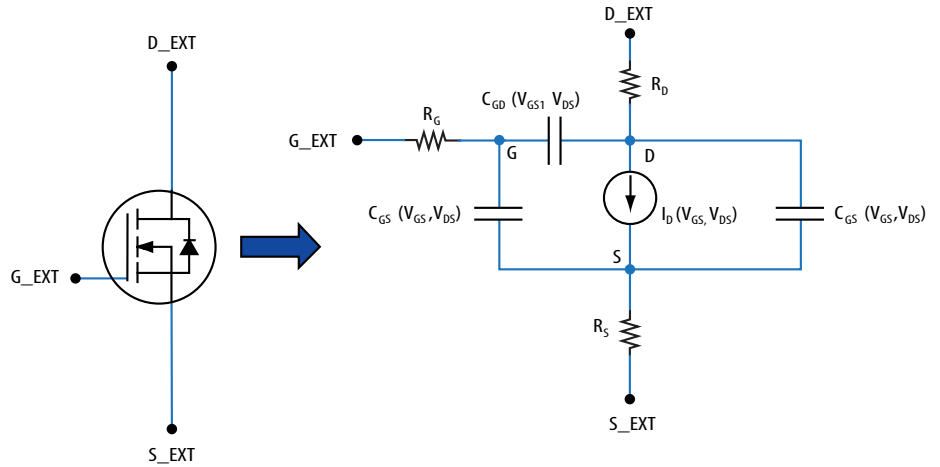 D_EXT
G_EXT
S_EXT
D_EXT
R_D
C_GD (V_GS1 V_DS)
R_G
G_EXT
G
D
C_GS (V_GS,V_DS)
I_D (V_GS, V_DS)
C_GS (V_GS,V_DS)
S
R_S
S_EXT